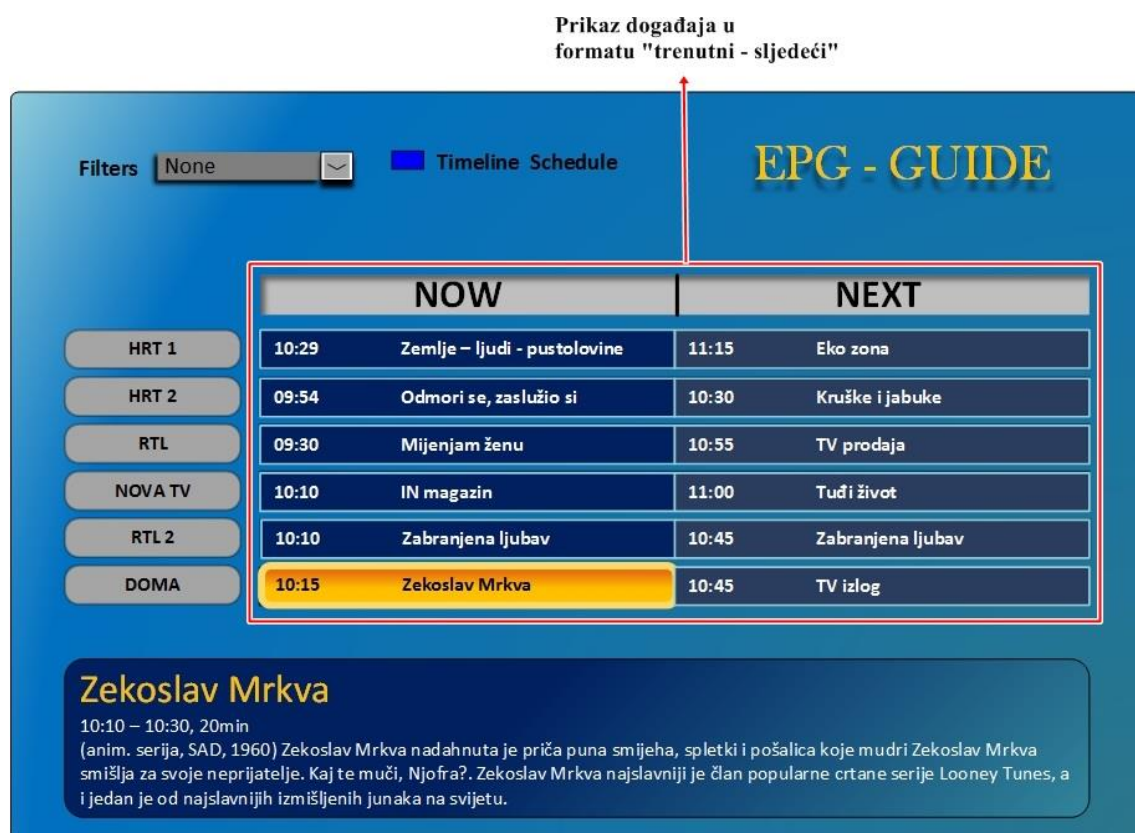 Prikaz događaja u
formatu "trenutni - sljedeći"
Filters None
Timeline Schedule
EPG - GUIDE
NOW NEXT
HRT 1 10:29 Zemlje – ljudi - pustolovine 11:15 Eko zona
HRT 2 09:54 Odmori se, zaslužio si 10:30 Kruške i jabuke
RTL 09:30 Mijenjam ženu 10:55 TV prodaja
NOVA TV 10:10 IN magazin 11:00 Tuđi život
RTL 2 10:10 Zabranjena ljubav 10:45 Zabranjena ljubav
DOMA 10:15 Zekoslav Mrkva 10:45 TV izlog
Zekoslav Mrkva
10:10 – 10:30, 20min
(anim. serija, SAD, 1960) Zekoslav Mrkva nadahnuta je priča puna smijeha, spletki i pošalica koje mudri Zekoslav Mrkva
smišlja za svoje neprijatelje. Kaj te muči, Njofra?. Zekoslav Mrkva najslavniji je član popularne crtane serije Looney Tunes, a
i jedan je od najslavnijih izmišljenih junaka na svijetu.